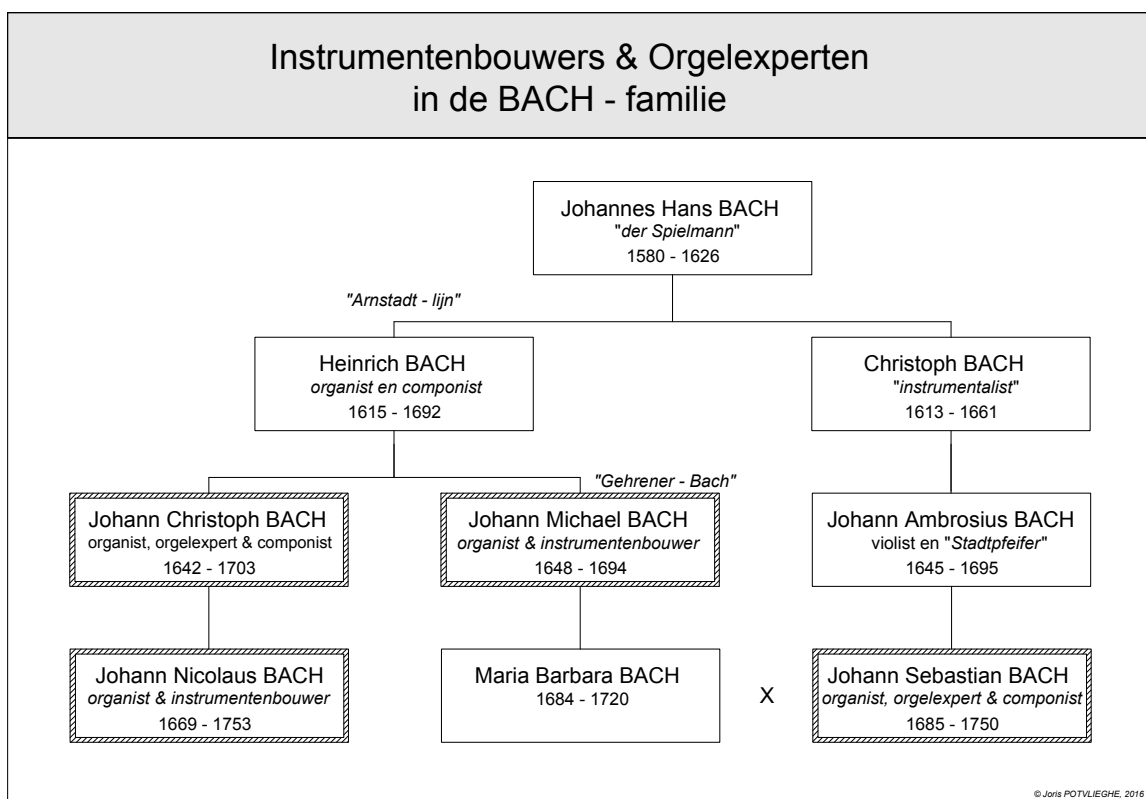 Instrumentenbouwers & Orgelexperten
in de BACH - familie
Johannes Hans BACH
"der Spielmann"
1580 - 1626
"Arnstadt - lijn"
Heinrich BACH
organist en componist
1615 - 1692
Christoph BACH
"instrumentalist"
1613 - 1661
"Gehrener - Bach"
Johann Christoph BACH
organist, orgelexpert & componist
1642 - 1703
Johann Michael BACH
organist & instrumentenbouwer
1648 - 1694
Johann Ambrosius BACH
violist en "Stadtpfeifer"
1645 - 1695
Johann Nicolaus BACH
organist & instrumentenbouwer
1669 - 1753
Maria Barbara BACH
1684 - 1720
X
Johann Sebastian BACH
organist, orgelexpert & componist
1685 - 1750
© Joris POTVLIEGHE, 2016